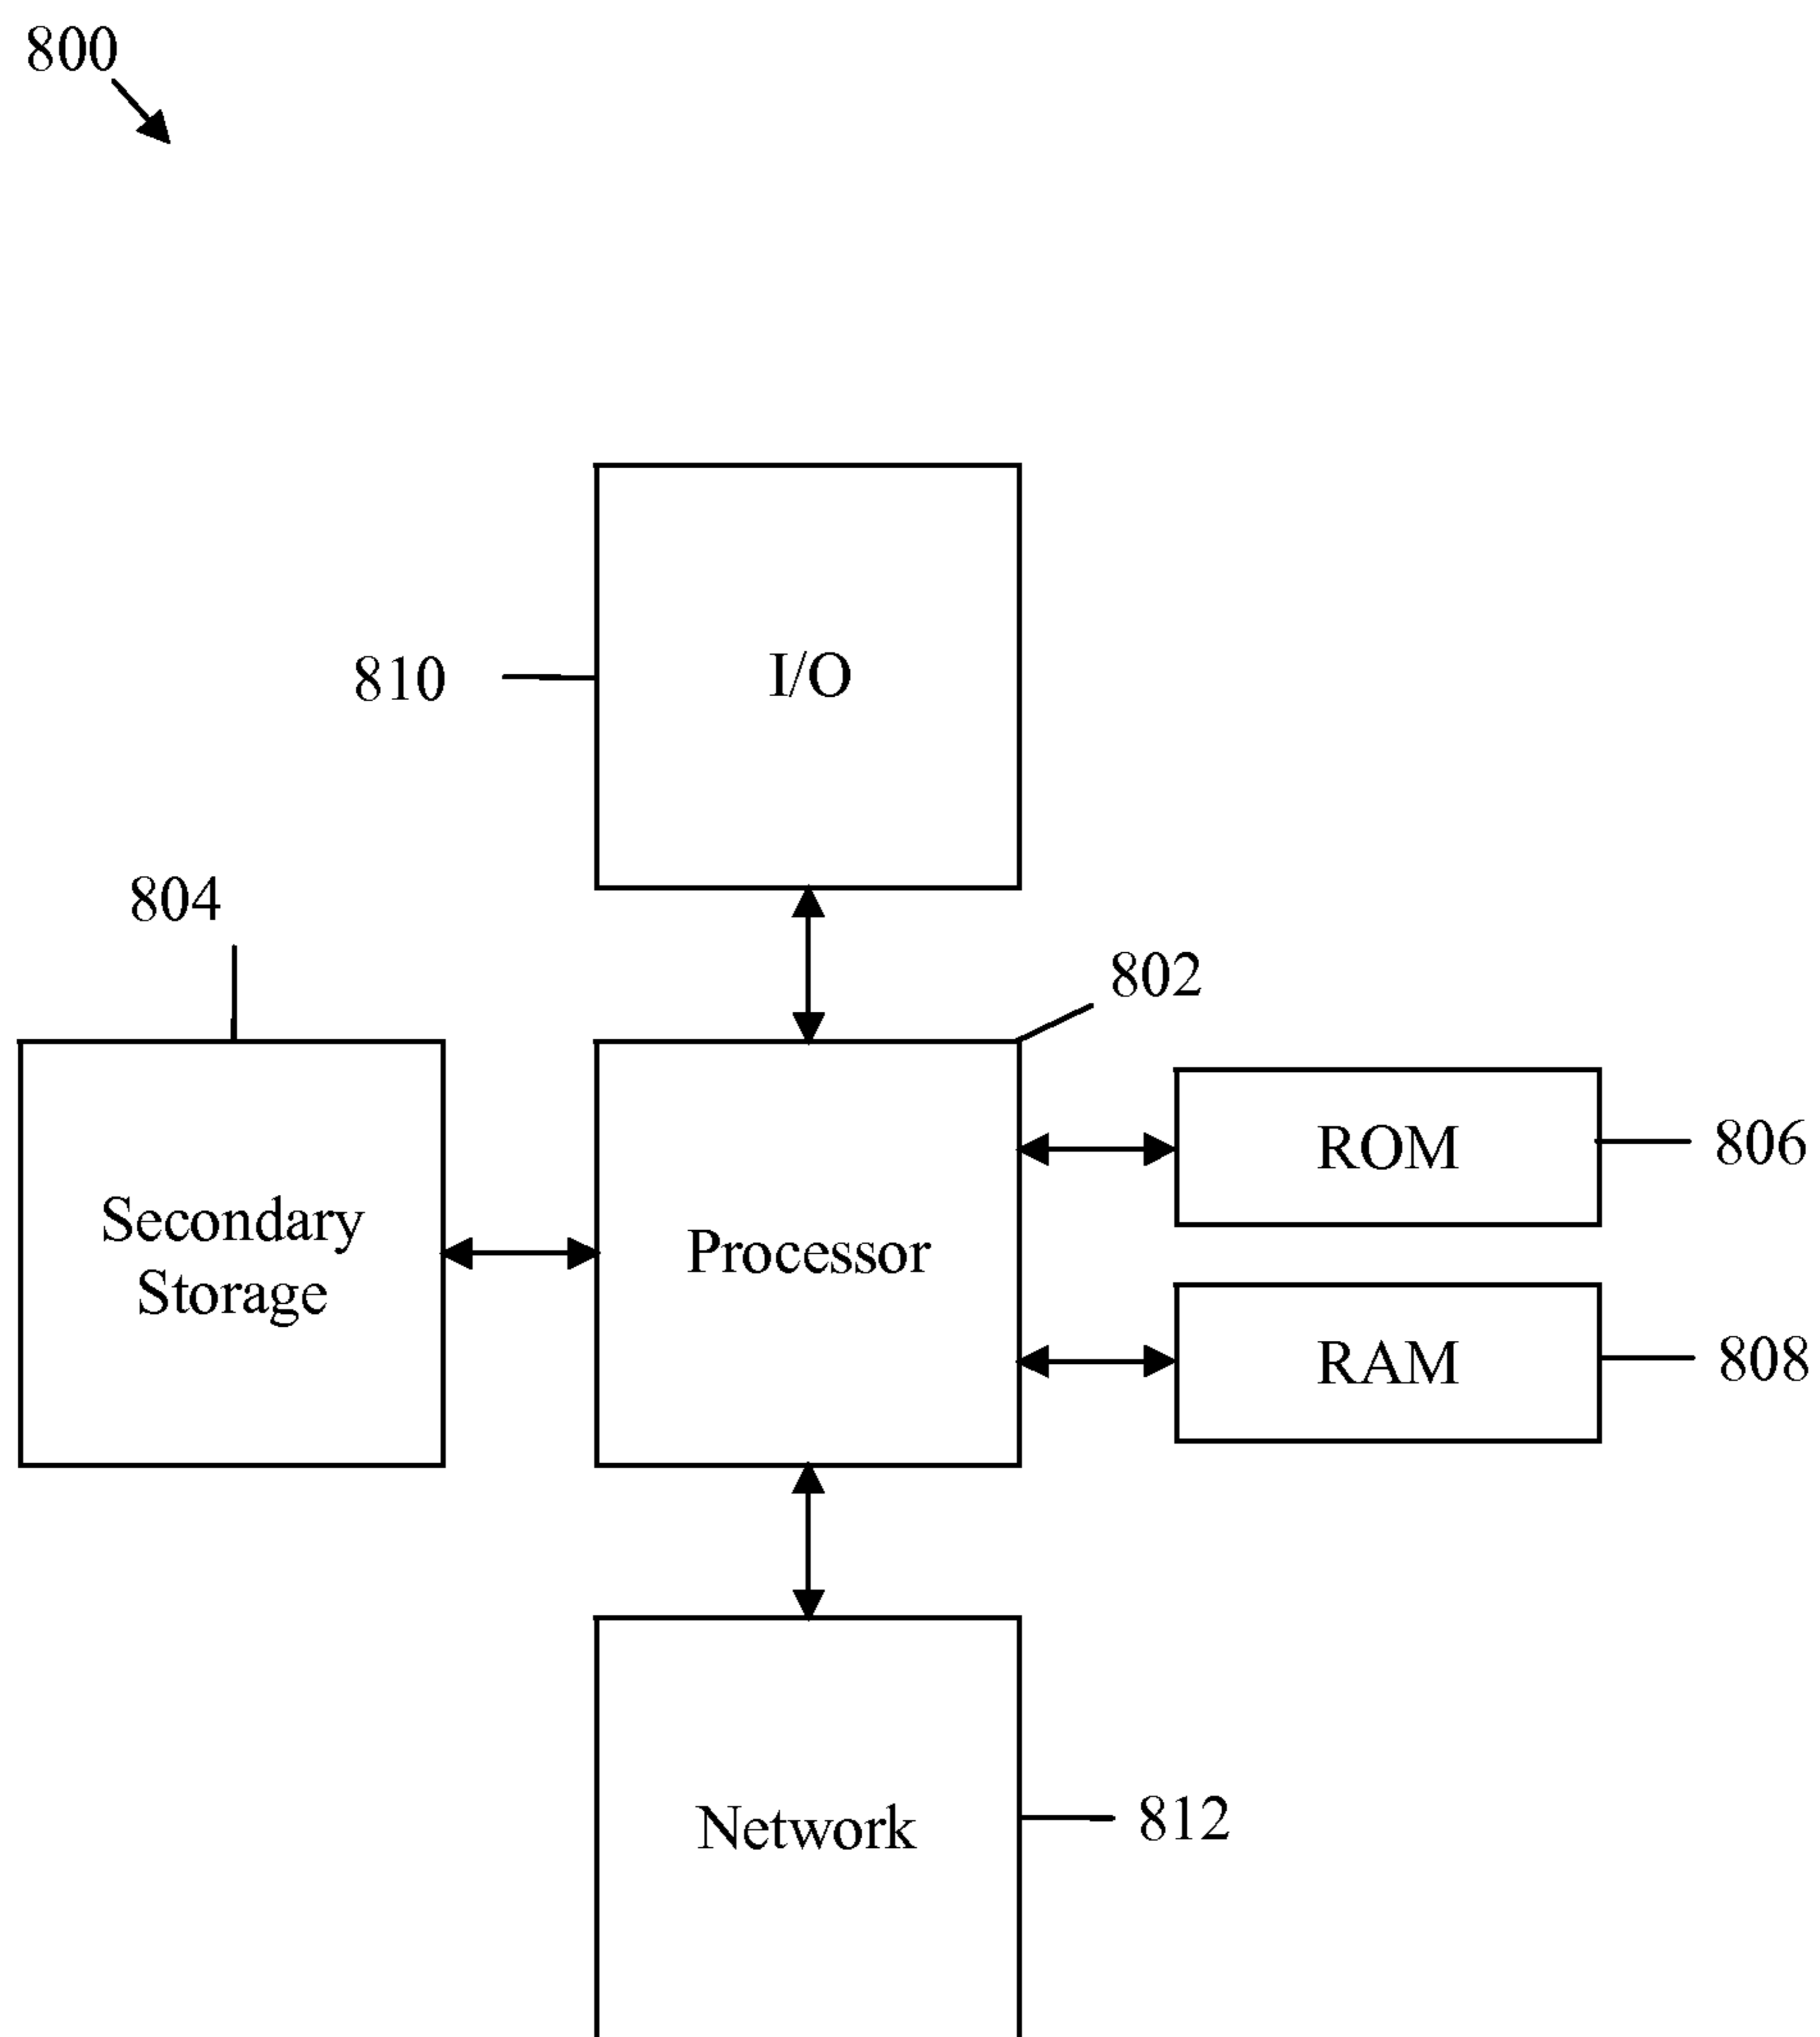 800
I/O
810
804
802
ROM
806
Secondary
Storage
Processor
RAM
808
Network
812